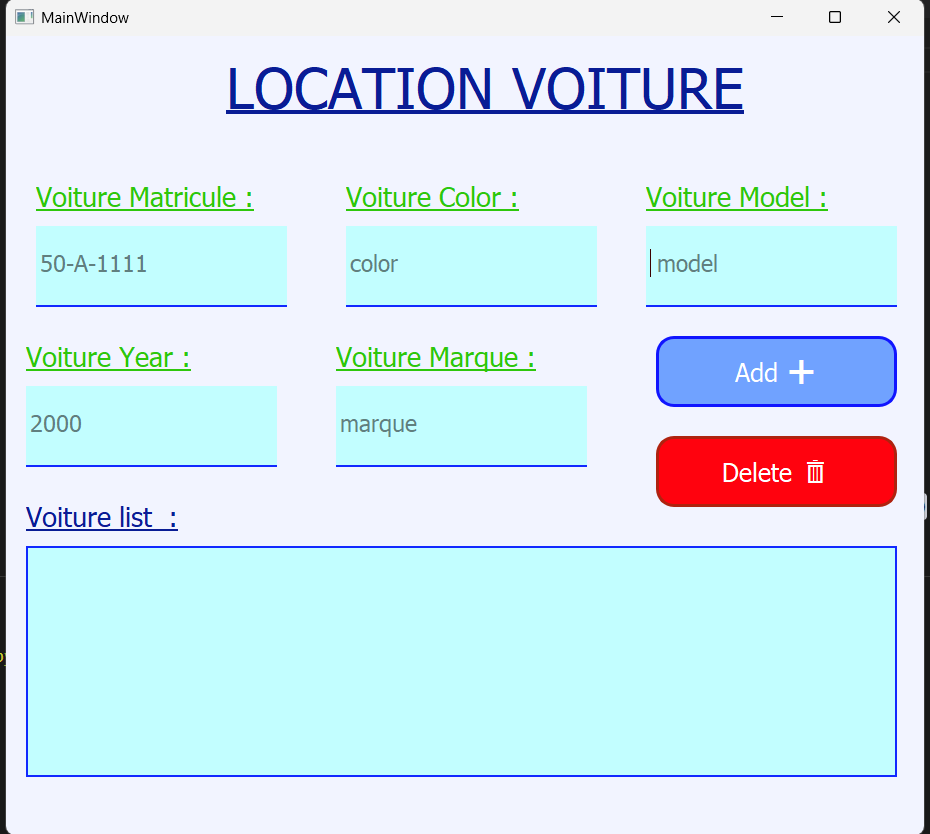 MainWindow
LOCATION VOITURE
Voiture Matricule :
Voiture Color :
Voiture Model :
50-A-1111
color
model
Voiture Year :
Voiture Marque :
Add
2000
marque
Delete
Voiture list  :